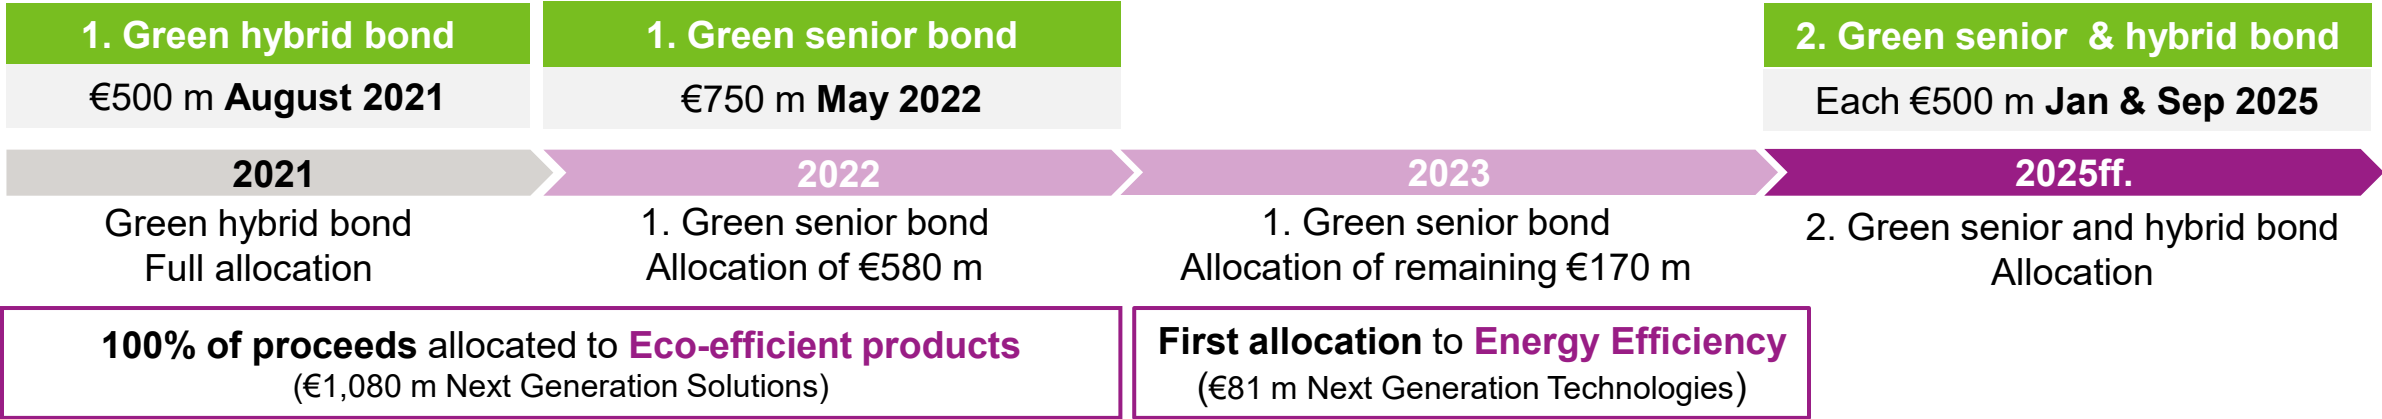 1. Green hybrid bond
€500 m August 2021
1. Green senior bond
€750 m May 2022
2. Green senior & hybrid bond
Each €500 m Jan & Sep 2025
2021
2022
2023
2025ff.
Green hybrid bond
Full allocation
1. Green senior bond
Allocation of €580 m
1. Green senior bond
Allocation of remaining €170 m
2. Green senior and hybrid bond
Allocation
100% of proceeds allocated to Eco-efficient products
(€1,080 m Next Generation Solutions)
First allocation to Energy Efficiency
(€81 m Next Generation Technologies)